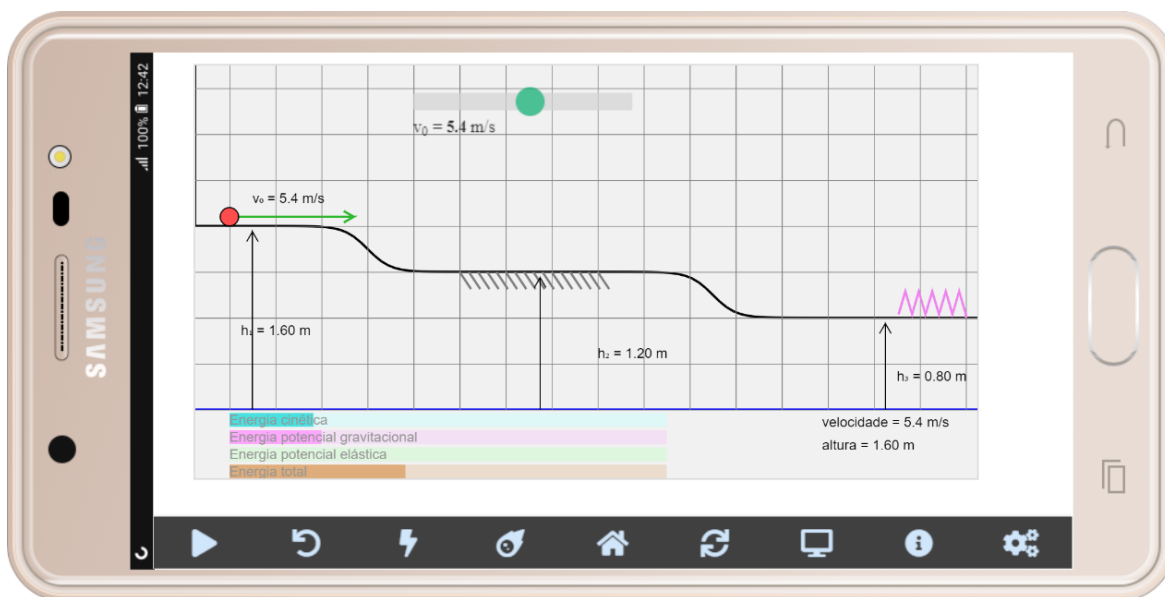 SAMSUNG
100% 12:42
v₀ = 5.4 m/s
vₒ = 5.4 m/s
h₁ = 1.60 m
h₂ = 1.20 m
h₃ = 0.80 m
Energia cinética
Energia potencial gravitacional
Energia potencial elástica
Energia total
velocidade = 5.4 m/s
altura = 1.60 m